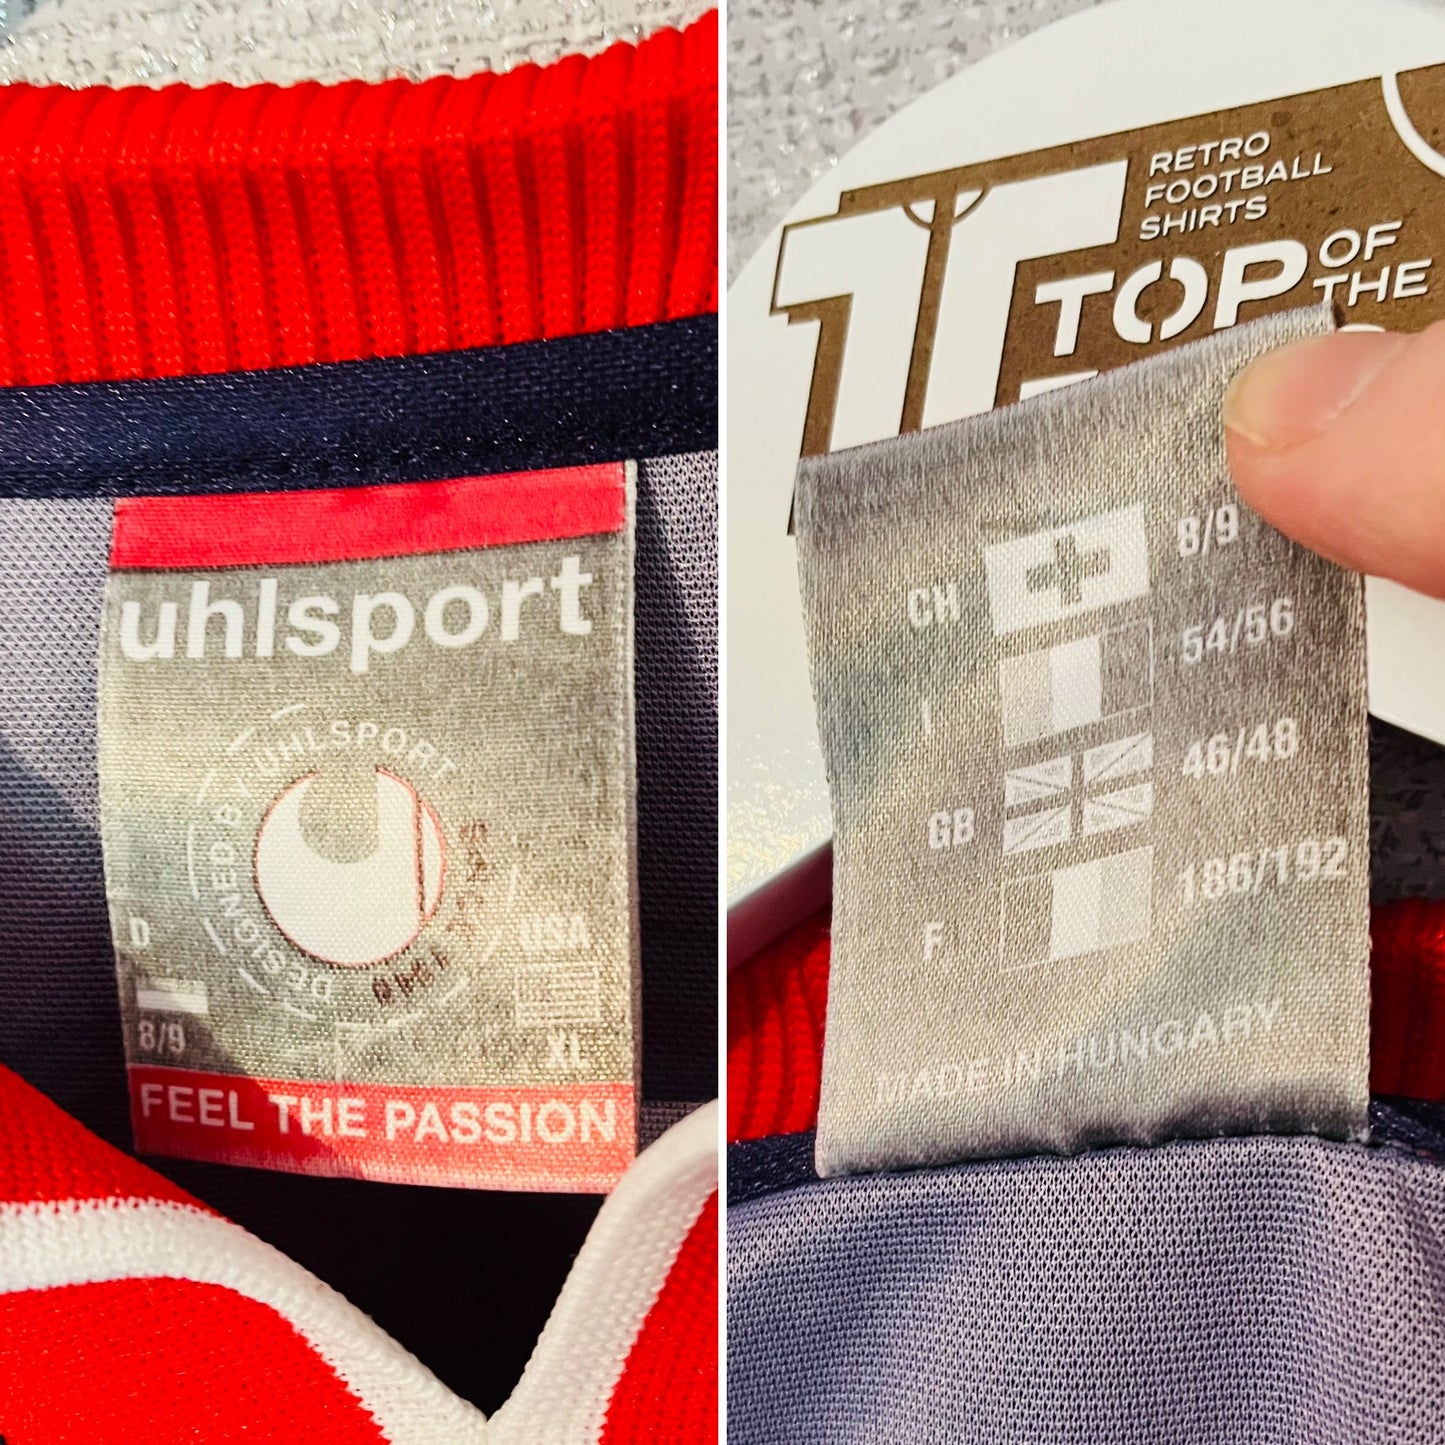 uhlsport
DESIGNED BY UHLSPORT
D
USA
8/9
XL
FEEL THE PASSION
RETRO
FOOTBALL
SHIRTS
TOP OF
THE
CH 8/9
I 54/56
GB 46/48
F 186/192
MADE IN HUNGARY